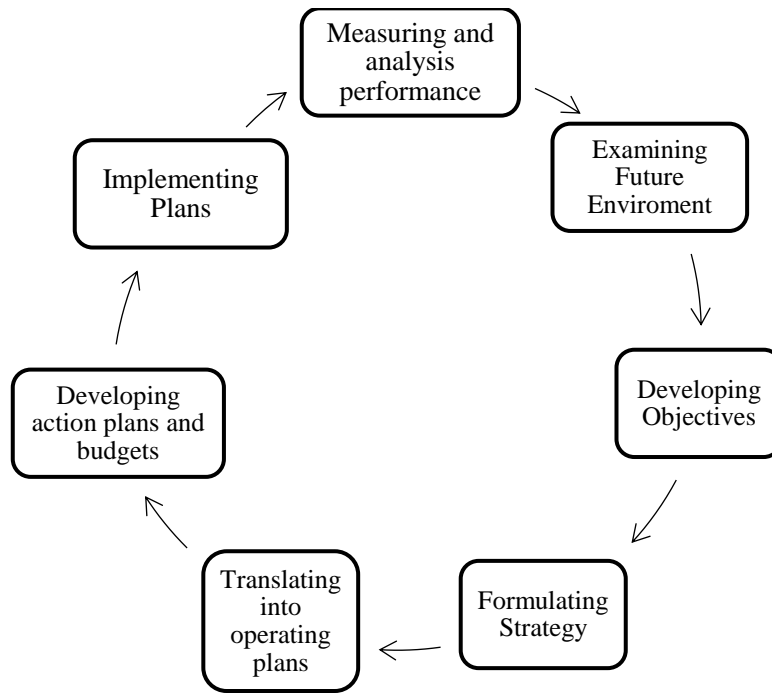 Measuring and
analysis
performance
Examining
Future
Enviroment
Developing
Objectives
Formulating
Strategy
Translating
into
operating
plans
Developing
action plans and
budgets
Implementing
Plans